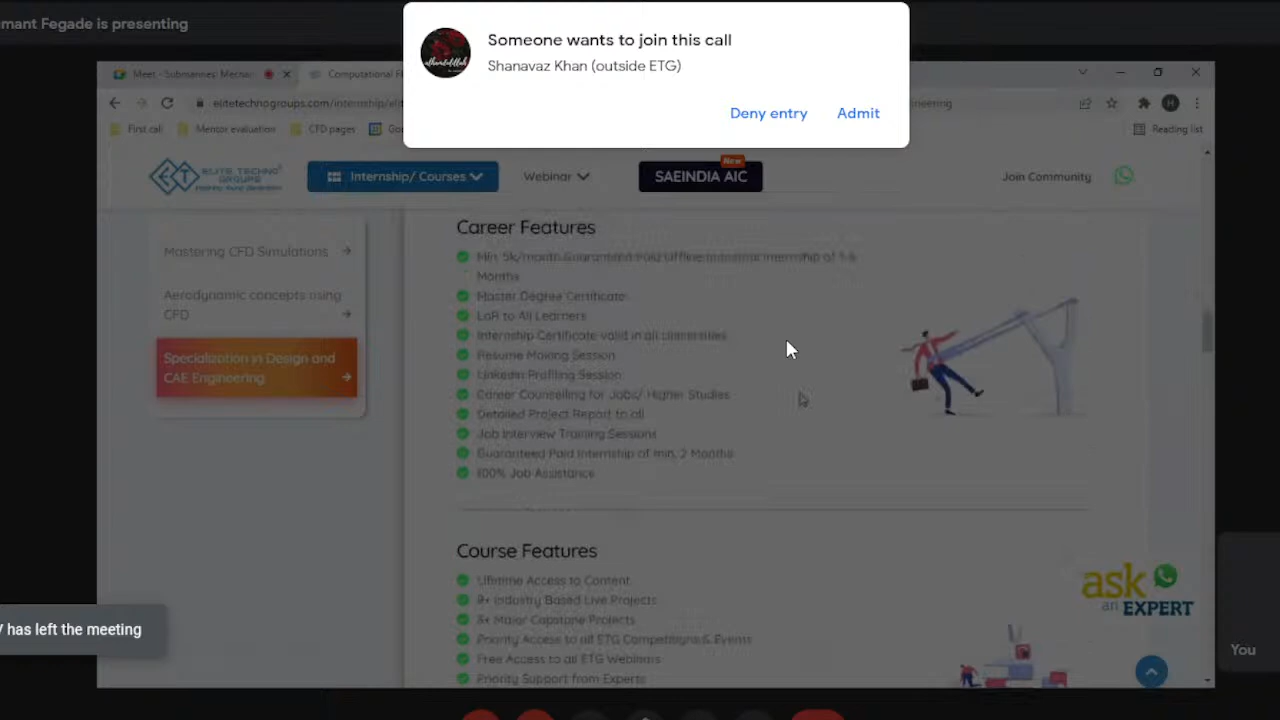 mant Fegade is presenting
Someone wants to join this call
Shanavaz Khan (outside ETG)
Deny entry
Admit
Meet - Submarines: Mechar
Computational F
elitetechnogroups.com/internship/elit
neering
First call
Mentor evaluation
CFD pages
Reading list
ELITE TECHNO
GROUPS
Internship/ Courses
Webinar
New
SAEINDIA AIC
Join Community
Mastering CFD Simulations
Aerodynamic concepts using
CFD
Specialization in Design and
CAE Engineering
Career Features
Min. 5k/month Guaranteed Paid Offline Industrial Internship of 1-6
Months
Master Degree Certificate
LoR to All Learners
Internship Certificate valid in all Universities
Resume Making Session
Linkedin Profiling Session
Career Counselling for Jobs/ Higher Studies
Detailed Project Report to all
Job Interview Training Sessions
Guaranteed Paid Internship of min. 2 Months
100% Job Assistance
Course Features
Lifetime Access to Content
Industry Based Live Projects
Major Capstone Projects
Priority Access to all ETG Competitions & Events
Free Access to all ETG Webinars
Priority Support from Experts
ask
an EXPERT
has left the meeting
You